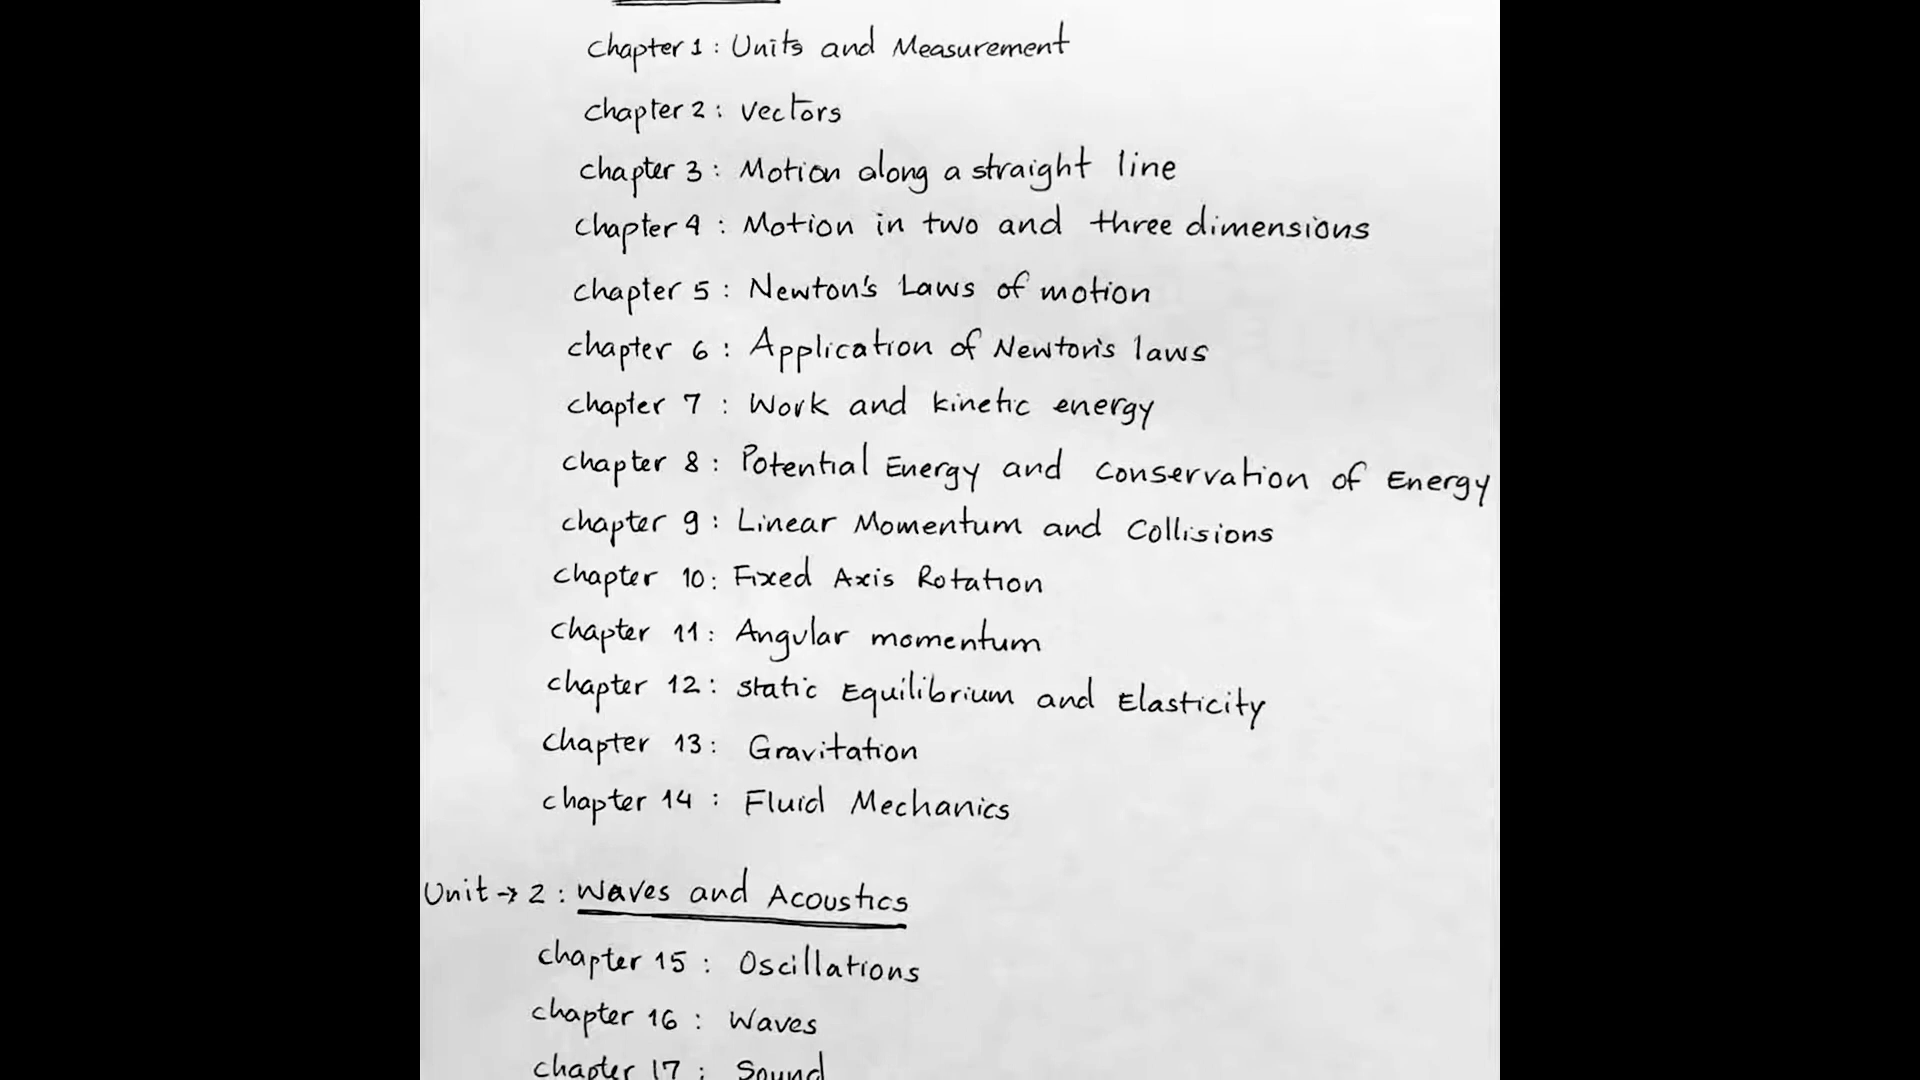 Chapter 1 : Units and Measurement
Chapter 2 : Vectors
Chapter 3 : Motion along a straight line
Chapter 4 : Motion in two and three dimensions
Chapter 5 : Newton's Laws of motion
Chapter 6 : Application of Newton's laws
Chapter 7 : Work and kinetic energy
Chapter 8 : Potential Energy and Conservation of Energy
Chapter 9 : Linear Momentum and Collisions
Chapter 10 : Fixed Axis Rotation
Chapter 11 : Angular momentum
Chapter 12 : Static Equilibrium and Elasticity
Chapter 13 : Gravitation
Chapter 14 : Fluid Mechanics
Unit → 2 : Waves and Acoustics
Chapter 15 : Oscillations
Chapter 16 : Waves
Chapter 17 : Sound